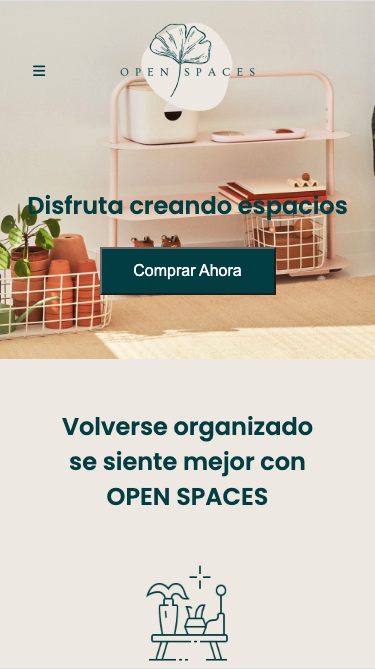 OPEN SPACES
Disfruta creando espacios
Comprar Ahora
Volverse organizado
se siente mejor con
OPEN SPACES